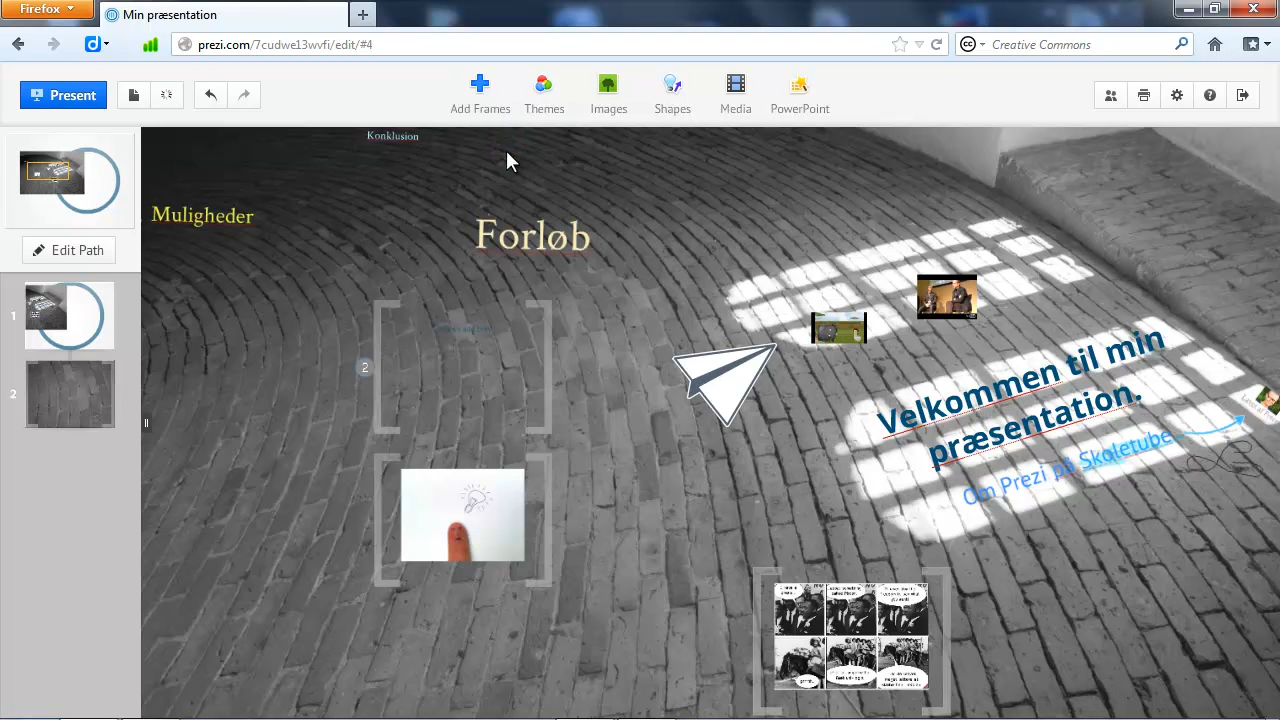 Firefox
Min præsentation
prezi.com/7cudwe13wvfi/edit/#4
Creative Commons
Present
Add Frames
Themes
Images
Shapes
Media
PowerPoint
Edit Path
1
2
Konklusion
Muligheder
Forløb
2
Velkommen til min
præsentation.
Om Prezi på Skoletube